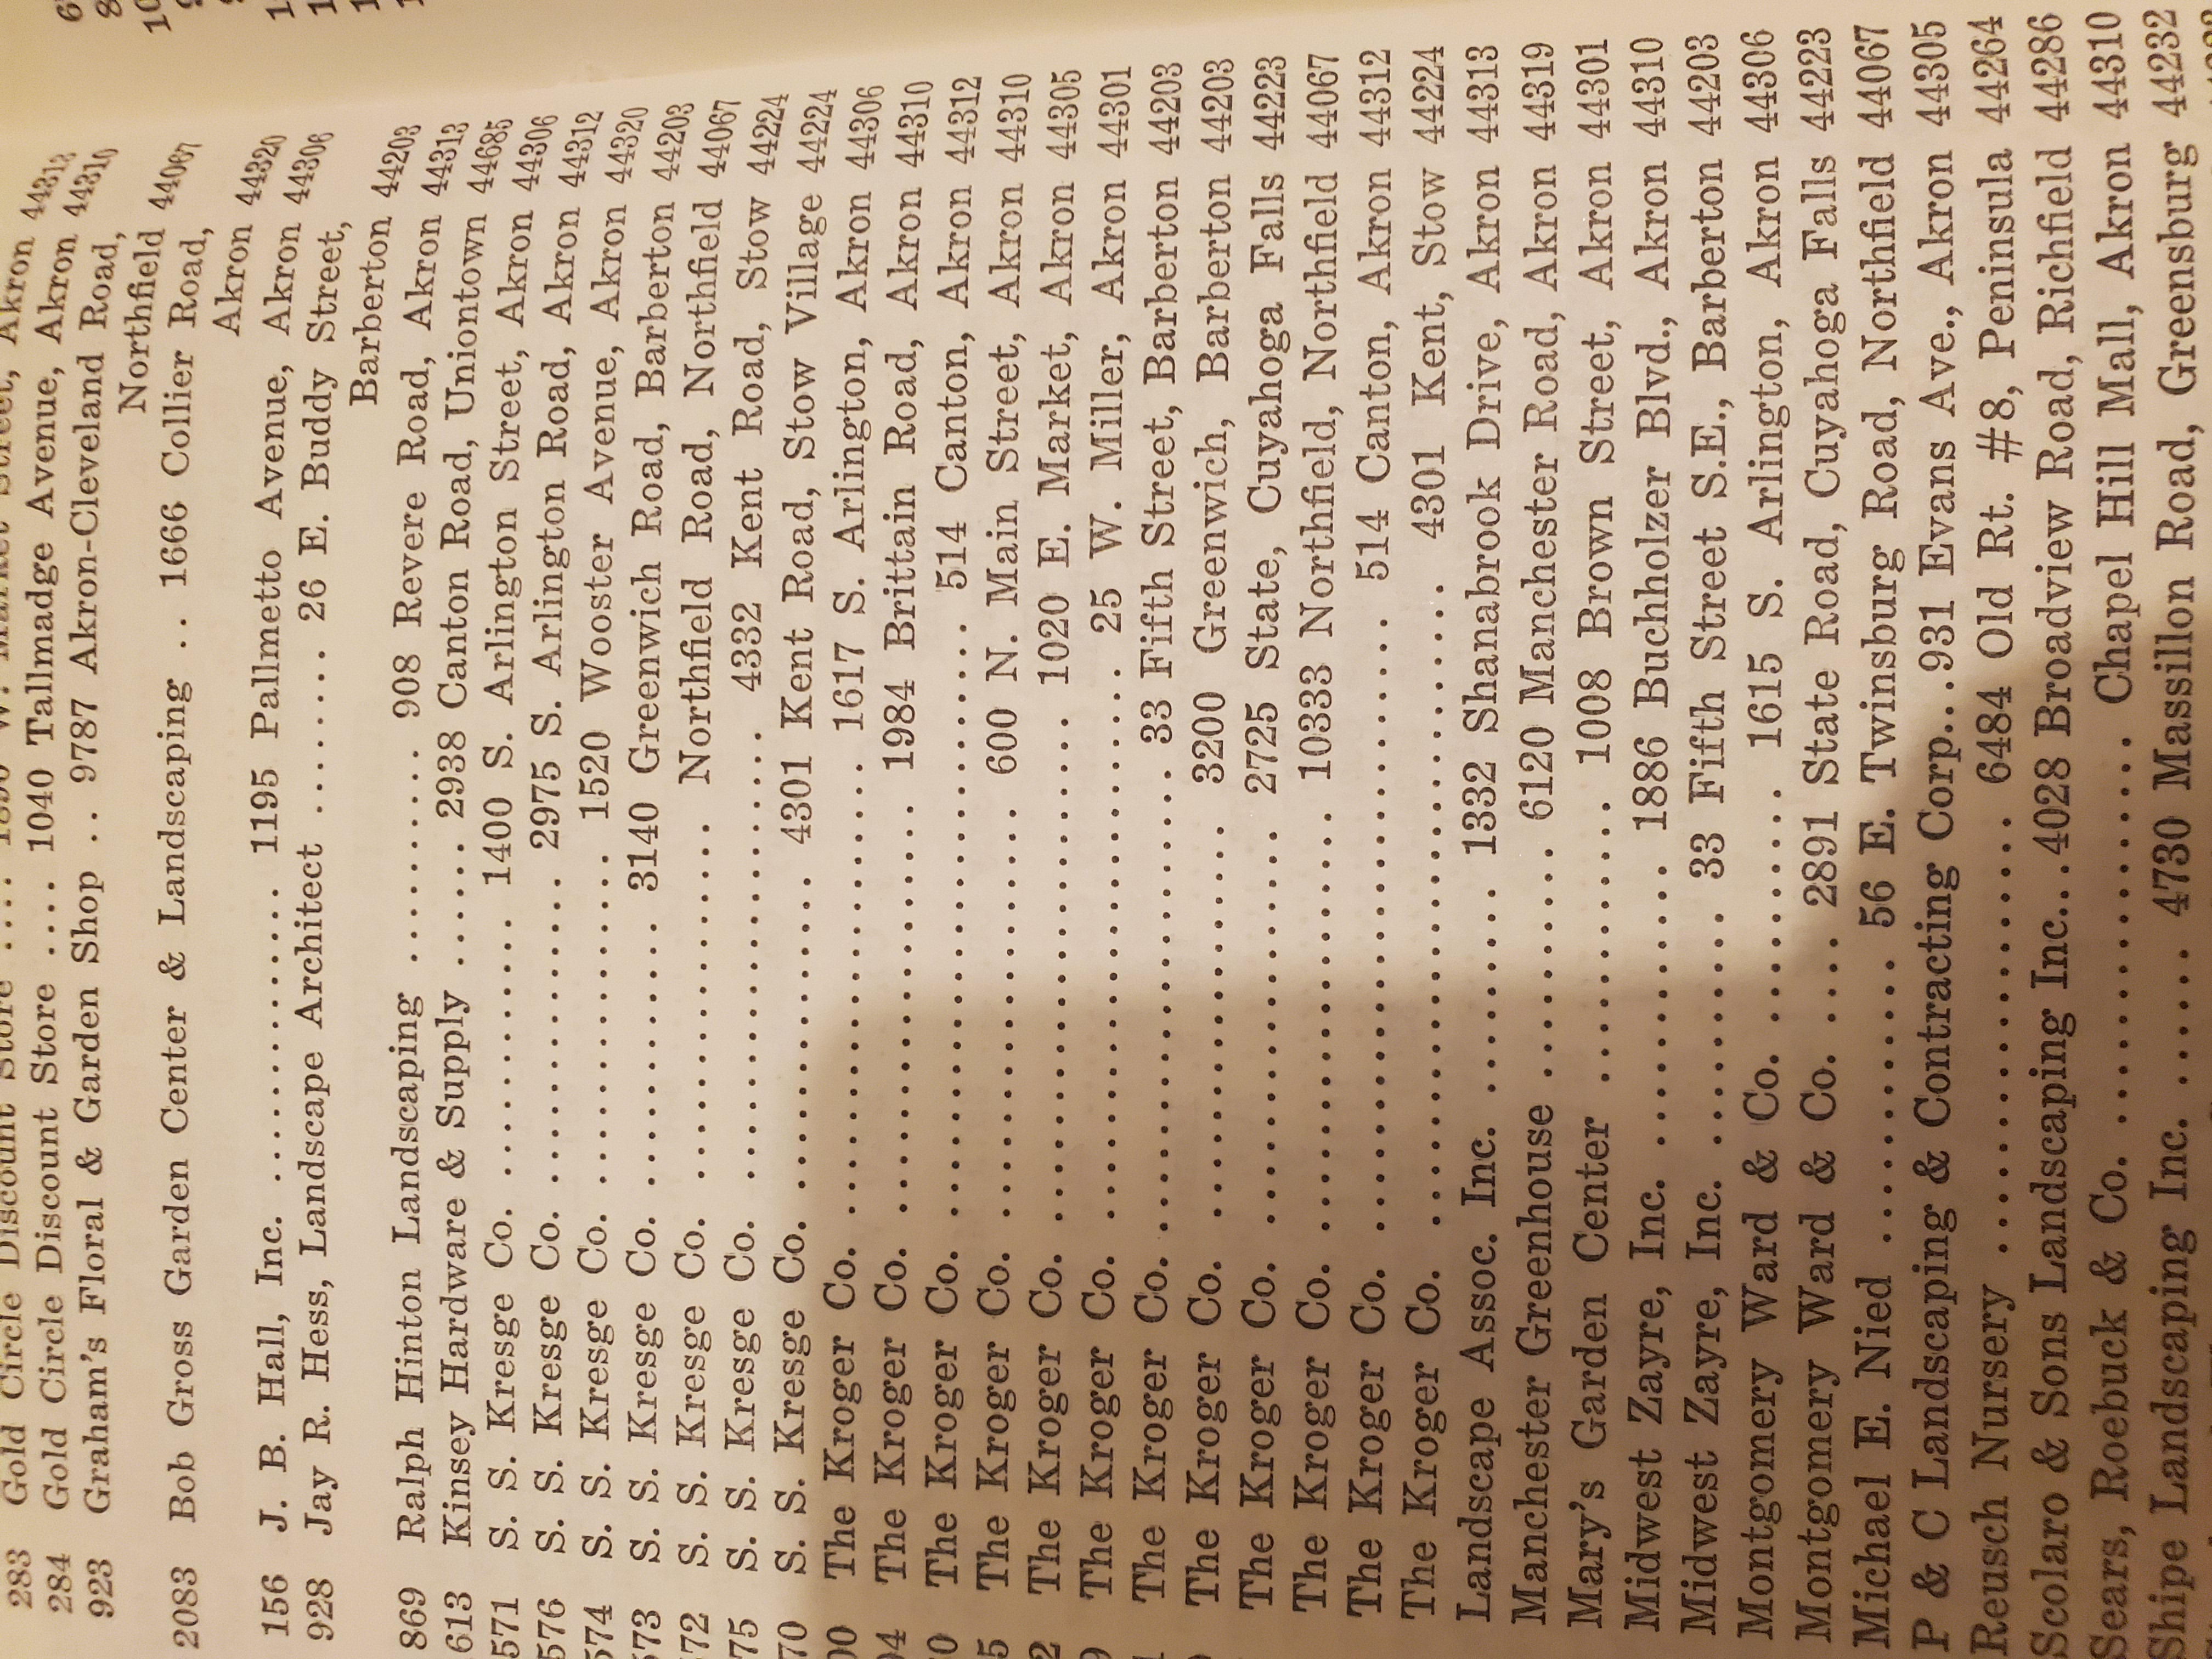 283 Gold Circle Discount Store .... 1890 W. Market Street, Akron 44313
284 Gold Circle Discount Store .... 1040 Tallmadge Avenue, Akron 44310
923 Graham's Floral & Garden Shop .. 9787 Akron-Cleveland Road,
Northfield 44067
2083 Bob Gross Garden Center & Landscaping .. 1666 Collier Road,
Akron 44320
156 J. B. Hall, Inc. ................ 1195 Pallmetto Avenue, Akron 44306
928 Jay R. Hess, Landscape Architect ....... 26 E. Buddy Street,
Barberton 44203
869 Ralph Hinton Landscaping ......... 908 Revere Road, Akron 44313
613 Kinsey Hardware & Supply ...... 2938 Canton Road, Uniontown 44685
571 S. S. Kresge Co. ............. 1400 S. Arlington Street, Akron 44306
576 S. S. Kresge Co. ............... 2975 S. Arlington Road, Akron 44312
574 S. S. Kresge Co. ................ 1520 Wooster Avenue, Akron 44320
573 S. S. Kresge Co. ............. 3140 Greenwich Road, Barberton 44203
572 S. S. Kresge Co. .................. Northfield Road, Northfield 44067
575 S. S. Kresge Co. ...................... 4332 Kent Road, Stow 44224
570 S. S. Kresge Co. ................ 4301 Kent Road, Stow Village 44224
The Kroger Co. ...................... 1617 S. Arlington, Akron 44306
The Kroger Co. .................... 1984 Brittain Road, Akron 44310
The Kroger Co. ............................ 514 Canton, Akron 44312
The Kroger Co. .................... 600 N. Main Street, Akron 44310
The Kroger Co. ........................ 1020 E. Market, Akron 44305
The Kroger Co. .......................... 25 W. Miller, Akron 44301
The Kroger Co. ...................... 33 Fifth Street, Barberton 44203
The Kroger Co. ................... 3200 Greenwich, Barberton 44203
The Kroger Co. ................... 2725 State, Cuyahoga Falls 44223
The Kroger Co. .................... 10333 Northfield, Northfield 44067
The Kroger Co. ............................ 514 Canton, Akron 44312
The Kroger Co. ............................. 4301 Kent, Stow 44224
Landscape Assoc. Inc. .......... 1332 Shanabrook Drive, Akron 44313
Manchester Greenhouse .......... 6120 Manchester Road, Akron 44319
Mary's Garden Center ............ 1008 Brown Street, Akron 44301
Midwest Zayre, Inc. ............. 1886 Buchholzer Blvd., Akron 44310
Midwest Zayre, Inc. ........... 33 Fifth Street S.E., Barberton 44203
Montgomery Ward & Co. ............ 1615 S. Arlington, Akron 44306
Montgomery Ward & Co. ..... 2891 State Road, Cuyahoga Falls 44223
Michael E. Nied ............. 56 E. Twinsburg Road, Northfield 44067
P & C Landscaping & Contracting Corp...931 Evans Ave., Akron 44305
Reusch Nursery .................... 6484 Old Rt. #8, Peninsula 44264
Scolaro & Sons Landscaping Inc...4028 Broadview Road, Richfield 44286
Sears, Roebuck & Co. .................. Chapel Hill Mall, Akron 44310
Shipe Landscaping Inc. ....... 4730 Massillon Road, Greensburg 44232